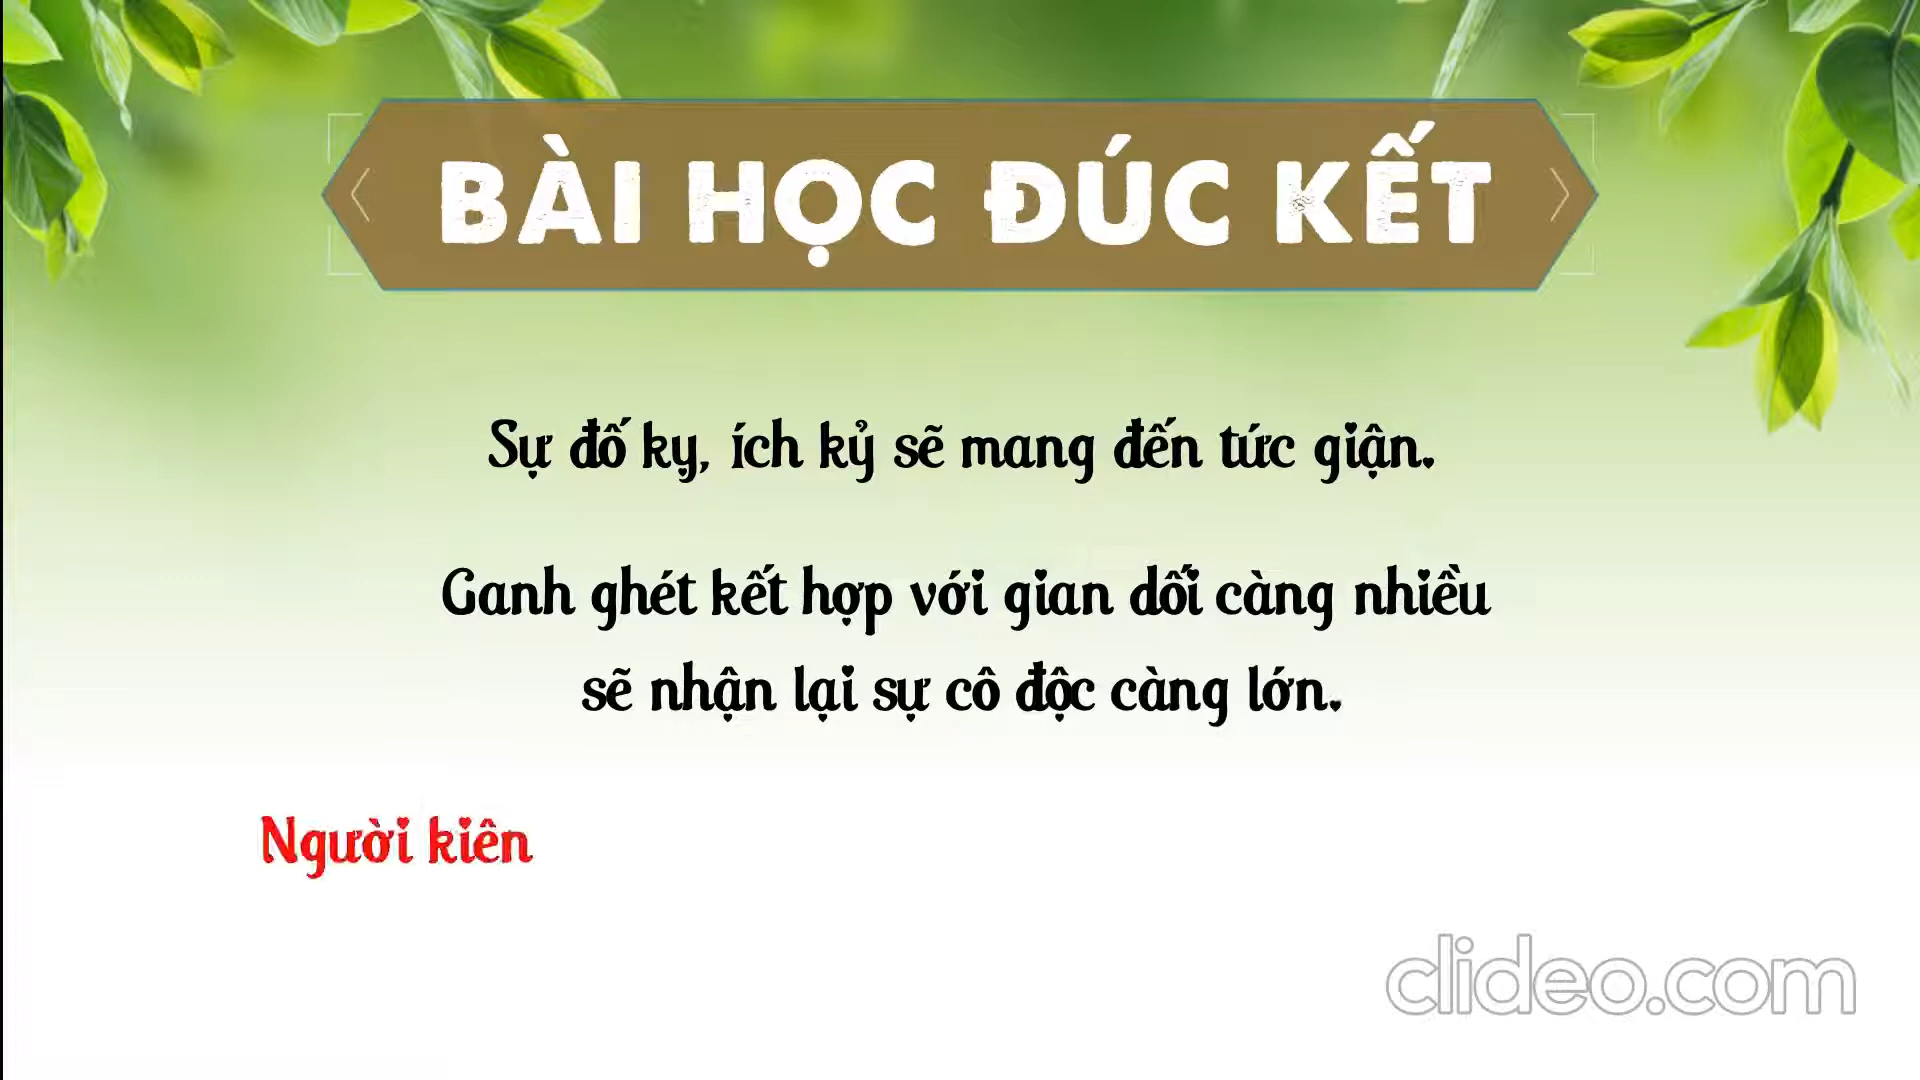 BÀI HỌC ĐÚC KẾT
Sự đố kỵ, ích kỷ sẽ mang đến tức giận.
Ganh ghét kết hợp với gian dối càng nhiều
sẽ nhận lại sự cô độc càng lớn.
Người kiên
clideo.com